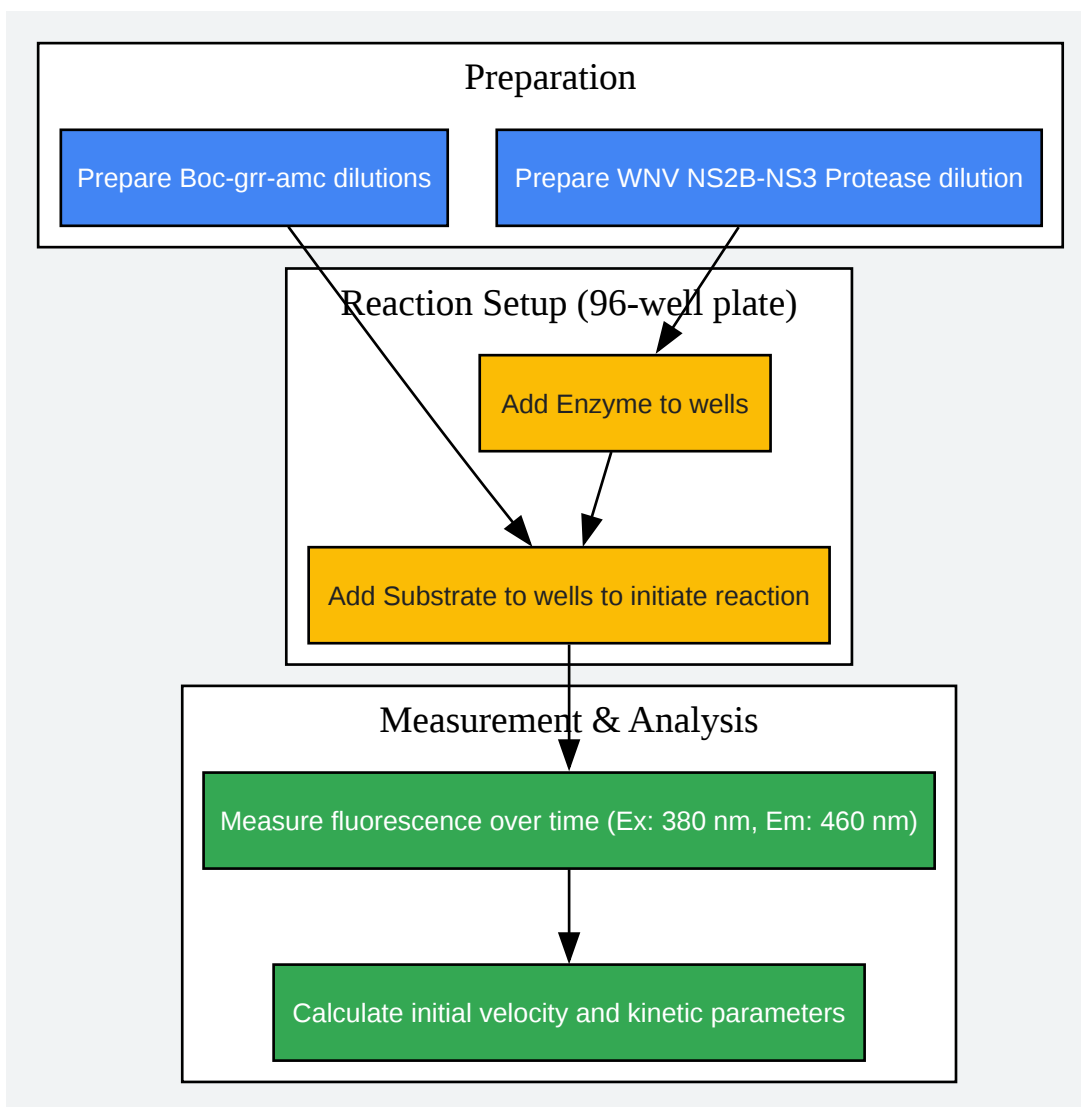 Preparation
Prepare Boc-grr-amc dilutions
Prepare WNV NS2B-NS3 Protease dilution
Reaction Setup (96-well plate)
Add Enzyme to wells
Add Substrate to wells to initiate reaction
Measurement & Analysis
Measure fluorescence over time (Ex: 380 nm, Em: 460 nm)
Calculate initial velocity and kinetic parameters